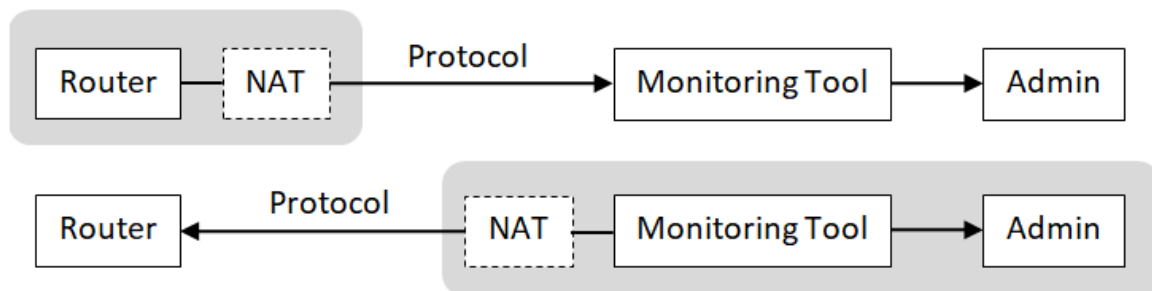 Router
NAT
Protocol
Monitoring Tool
Admin
Router
Protocol
NAT
Monitoring Tool
Admin